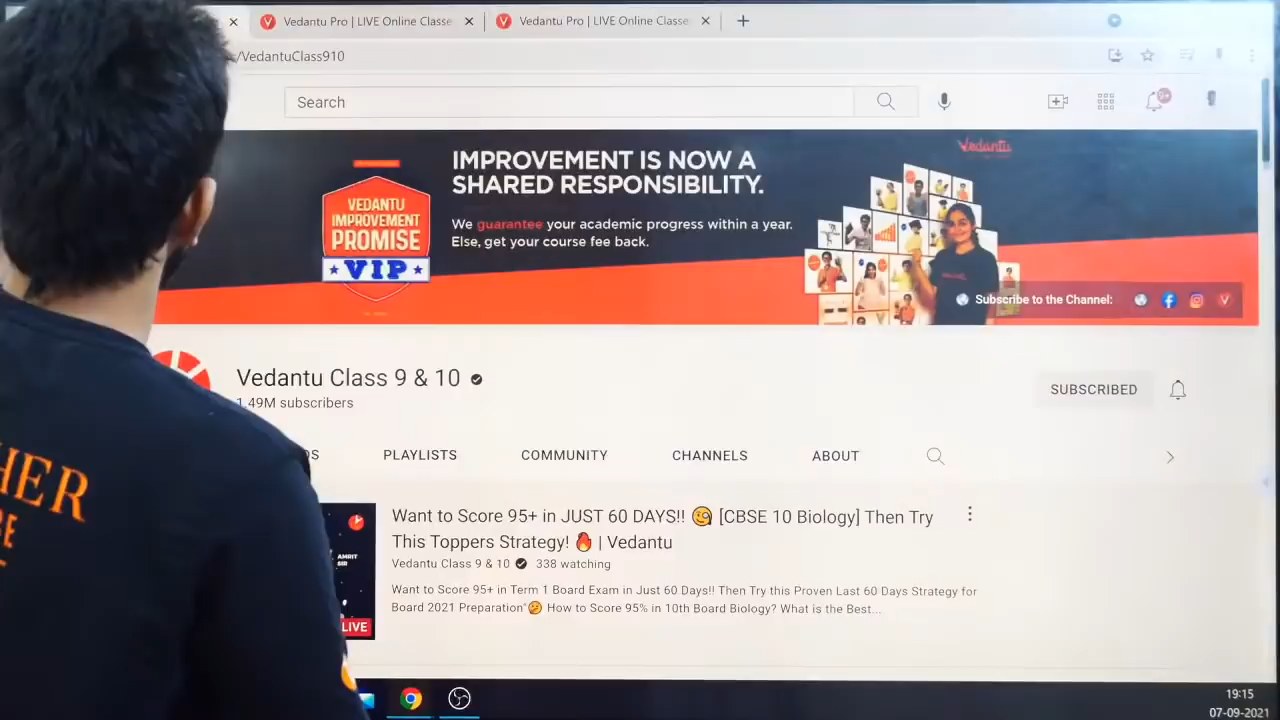 Vedantu Pro | LIVE Online Classe
Vedantu Pro | LIVE Online Classe
/VedantuClass910
Search
9+
Vedantu
IMPROVEMENT IS NOW A
SHARED RESPONSIBILITY.
VEDANTU
IMPROVEMENT
PROMISE
VIP
We guarantee your academic progress within a year.
Else, get your course fee back.
Subscribe to the Channel:
Vedantu Class 9 & 10
1.49M subscribers
SUBSCRIBED
PLAYLISTS
COMMUNITY
CHANNELS
ABOUT
Want to Score 95+ in JUST 60 DAYS!! 🧐 [CBSE 10 Biology] Then Try
This Toppers Strategy! 🔥 | Vedantu
Vedantu Class 9 & 10 338 watching
Want to Score 95+ in Term 1 Board Exam in Just 60 Days!! Then Try this Proven Last 60 Days Strategy for
Board 2021 Preparation"🤔 How to Score 95% in 10th Board Biology? What is the Best...
AMRIT
SIR
LIVE
HER
19:15
07-09-2021